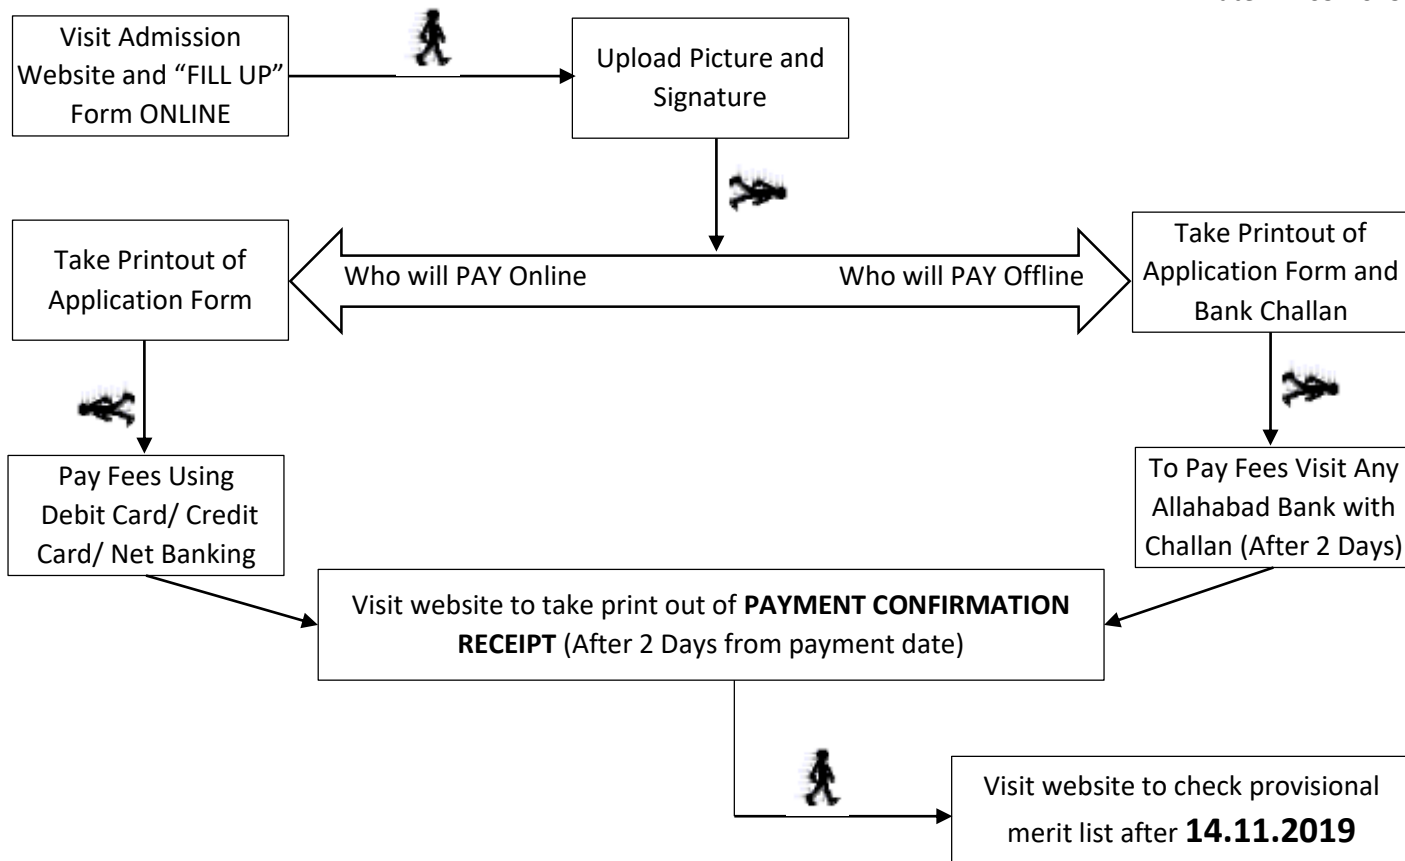 Visit Admission
Website and “FILL UP”
Form ONLINE
Upload Picture and
Signature
Take Printout of
Application Form
Who will PAY Online
Who will PAY Offline
Take Printout of
Application Form and
Bank Challan
Pay Fees Using
Debit Card/ Credit
Card/ Net Banking
To Pay Fees Visit Any
Allahabad Bank with
Challan (After 2 Days)
Visit website to take print out of PAYMENT CONFIRMATION
RECEIPT (After 2 Days from payment date)
Visit website to check provisional
merit list after 14.11.2019